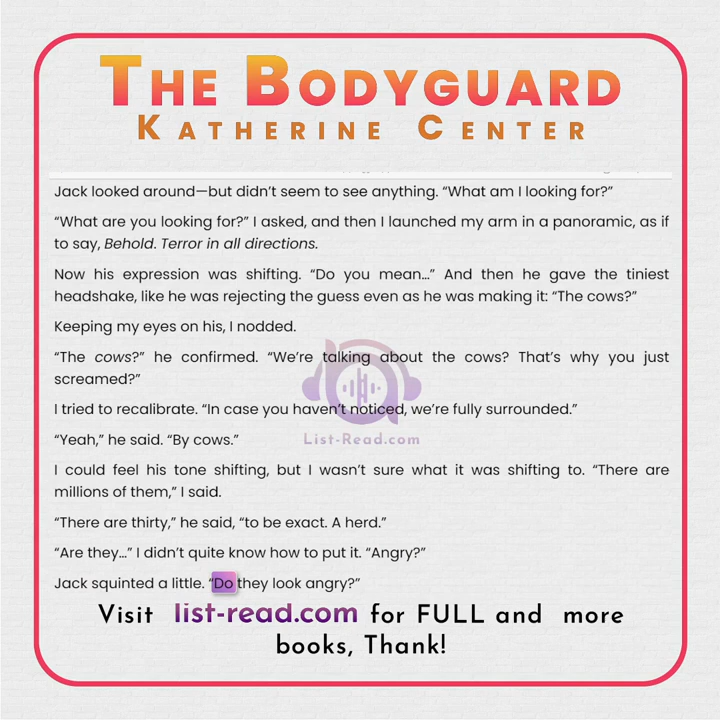 THE BODYGUARD
KATHERINE CENTER
Jack looked around—but didn't seem to see anything. “What am I looking for?”
“What are you looking for?” I asked, and then I launched my arm in a panoramic, as if
to say, Behold. Terror in all directions.
Now his expression was shifting. “Do you mean…” And then he gave the tiniest
headshake, like he was rejecting the guess even as he was making it: “The cows?”
Keeping my eyes on his, I nodded.
“The cows?” he confirmed. “We’re talking about the cows? That’s why you just
screamed?”
I tried to recalibrate. “In case you haven’t noticed, we’re fully surrounded.”
“Yeah,” he said. “By cows.”
List-Read.com
I could feel his tone shifting, but I wasn’t sure what it was shifting to. “There are
millions of them,” I said.
“There are thirty,” he said, “to be exact. A herd.”
“Are they…” I didn’t quite know how to put it. “Angry?”
Jack squinted a little. “Do they look angry?”
Visit list-read.com for FULL and more
books, Thank!